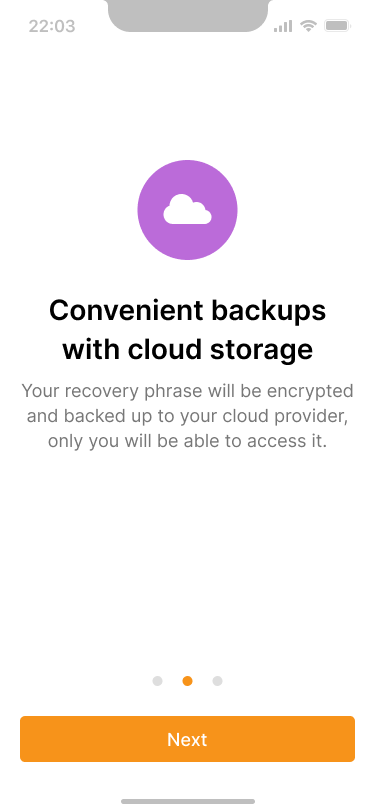 22:03
Convenient backups
with cloud storage
Your recovery phrase will be encrypted
and backed up to your cloud provider,
only you will be able to access it.
Next